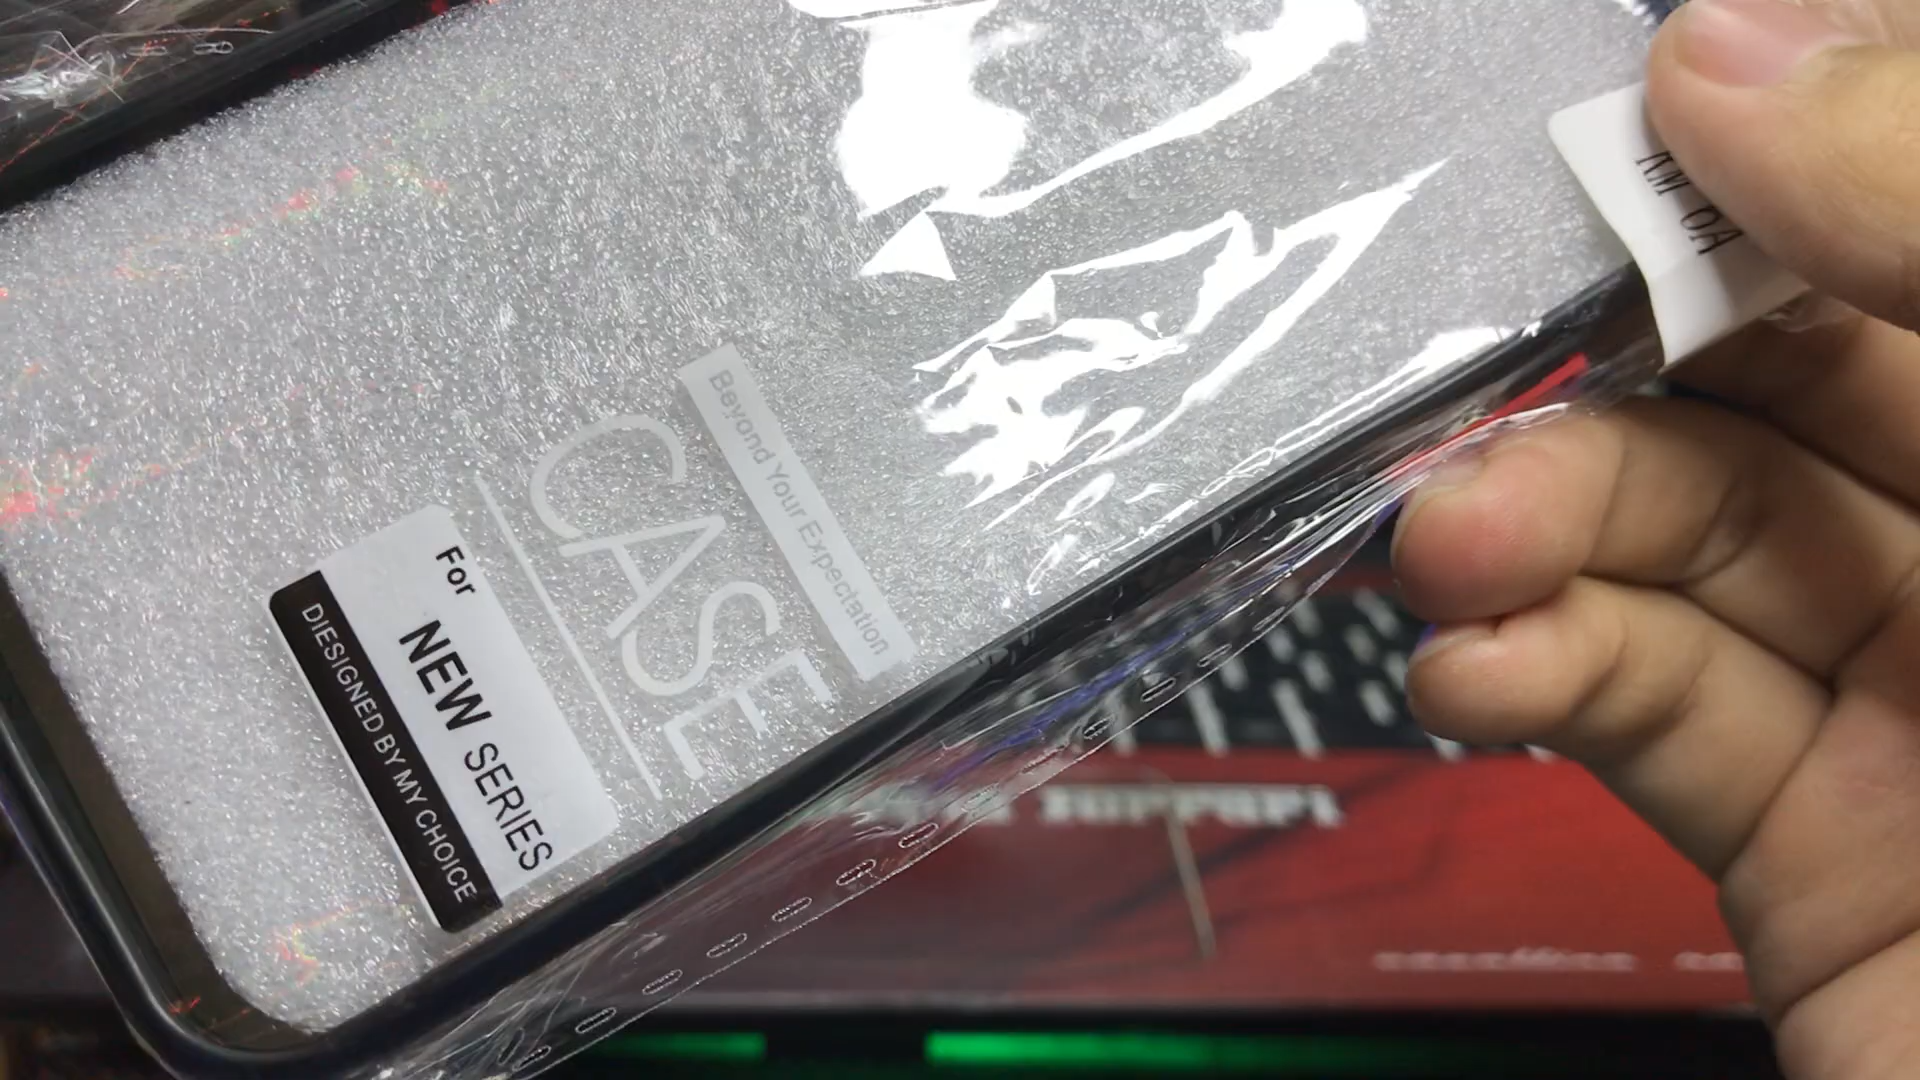 Beyond Your Expectation
CASE
For
NEW SERIES
DIESIGNED BY MY CHOICE